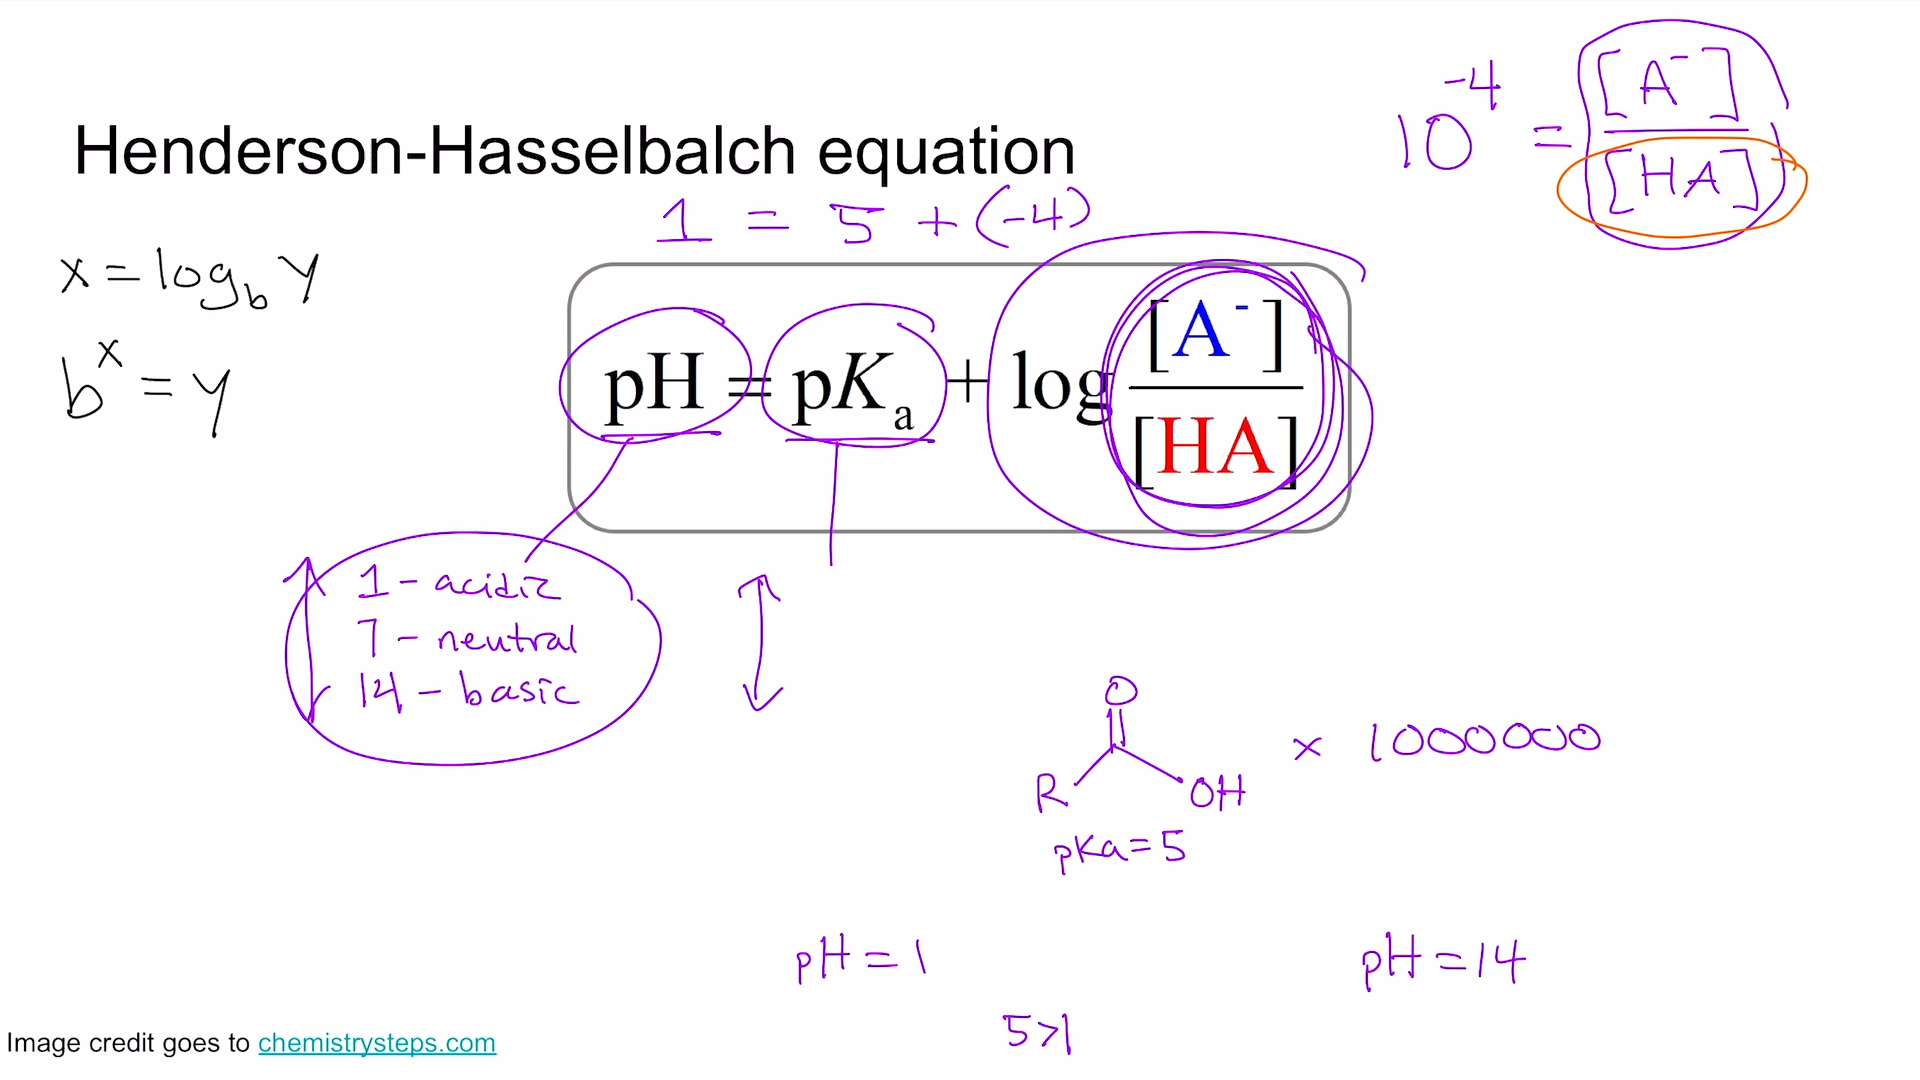 10⁻⁴ = [A⁻] / [HA]
Henderson-Hasselbalch equation
1 = 5 + (-4)
x = log_b y
b^x = y
pH = pKₐ + log [A⁻] / [HA]
1 - acidic
7 - neutral
14 - basic
O
R OH x 1000000
pKa = 5
pH = 1 pH = 14
5>1
Image credit goes to chemistrysteps.com